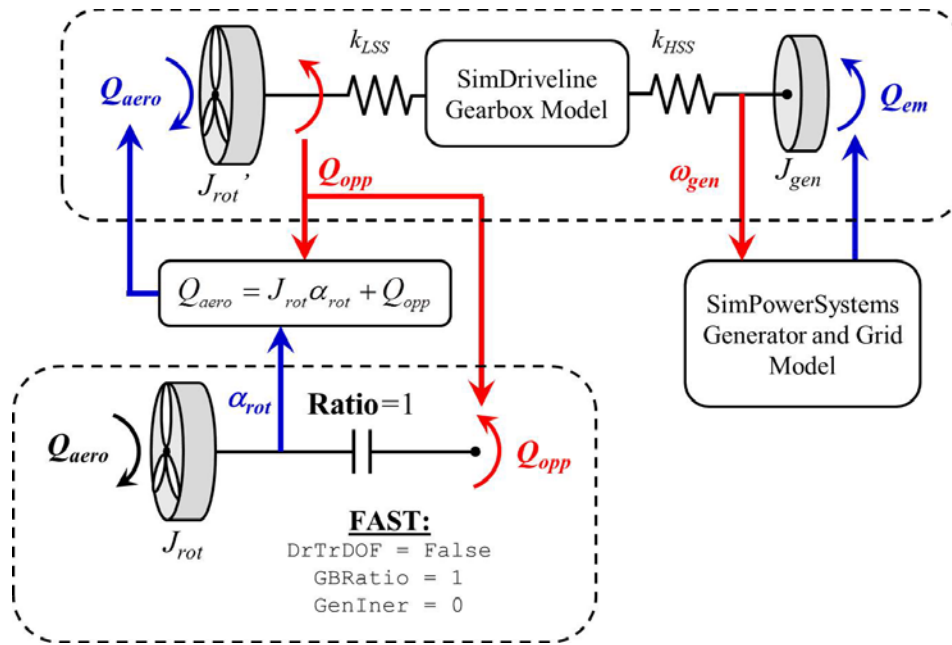 k_LSS
k_HSS
SimDriveline
Gearbox Model
Q_aero
Q_em
J_rot'
Q_opp
ω_gen
J_gen
Q_aero = J_rot α_rot + Q_opp
SimPowerSystems
Generator and Grid
Model
α_rot
Ratio=1
Q_aero
Q_opp
J_rot
FAST:
DrTrDOF = False
GBRatio = 1
GenIner = 0